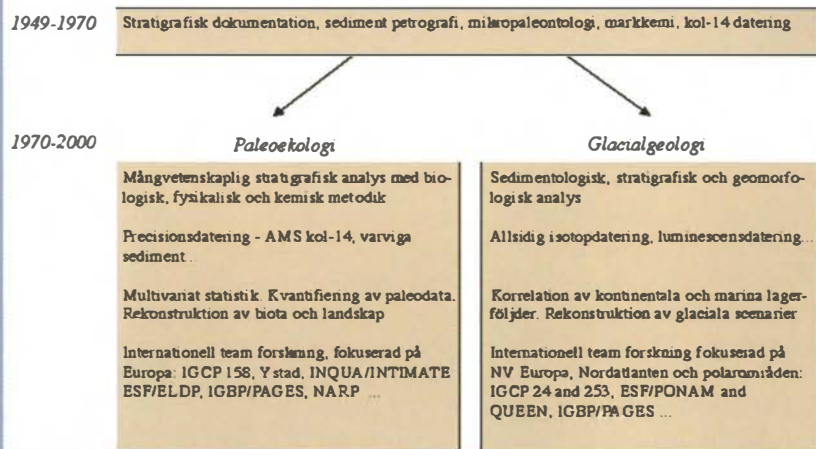 1949-1970
Stratigrafisk dokumentation, sediment petrografi, mikropaleontologi, markkemi, kol-14 datering
1970-2000
Paleoekologi
Mångvetenskaplig stratigrafisk analys med bio-
logisk, fysikalisk och kemisk metodik
Precisionsdatering - AMS kol-14, varviga
sediment ...
Multivariat statistik. Kvantifiering av paleodata.
Rekonstruktion av biota och landskap
Internationell team forskning, fokuserad på
Europa: IGCP 158, Ystad, INQUA/INTIMATE
ESF/ELDP, IGBP/PAGES, NARP ...
Glacialgeologi
Sedimentologisk, stratigrafisk och geomorfo-
logisk analys
Allsidig isotopdatering, luminescensdatering...
Korrelation av kontinentala och marina lager-
följder. Rekonstruktion av glaciala scenarier
Internationell team forskning fokuserad på
NV Europa, Nordatlanten och polarområden:
IGCP 24 and 253, ESF/PONAM and
QUEEN, IGBP/PAGES ...